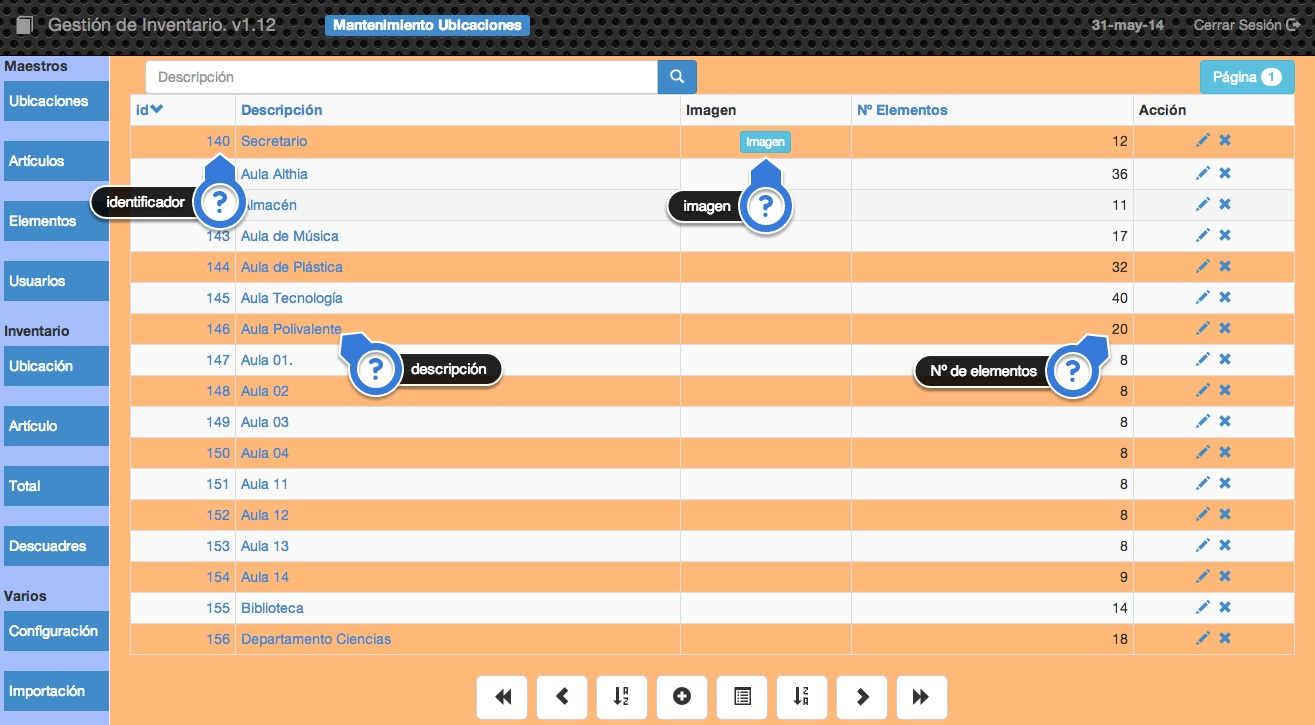 Gestión de Inventario. v1.12 Mantenimiento Ubicaciones 31-may-14 Cerrar Sesión
Maestros
Ubicaciones
Artículos
Elementos
Usuarios
Inventario
Ubicación
Artículo
Total
Descuadres
Varios
Configuración
Importación
Descripción Página 1
id Descripción Imagen Nº Elementos Acción
140 Secretario Imagen 12
Aula Althia 36
identificador ? imagen ?
Almacén 11
143 Aula de Música 17
144 Aula de Plástica 32
145 Aula Tecnología 40
146 Aula Polivalente 20
147 Aula 01. 8
? descripción Nº de elementos ?
148 Aula 02 8
149 Aula 03 8
150 Aula 04 8
151 Aula 11 8
152 Aula 12 8
153 Aula 13 8
154 Aula 14 9
155 Biblioteca 14
156 Departamento Ciencias 18
A Z Z A